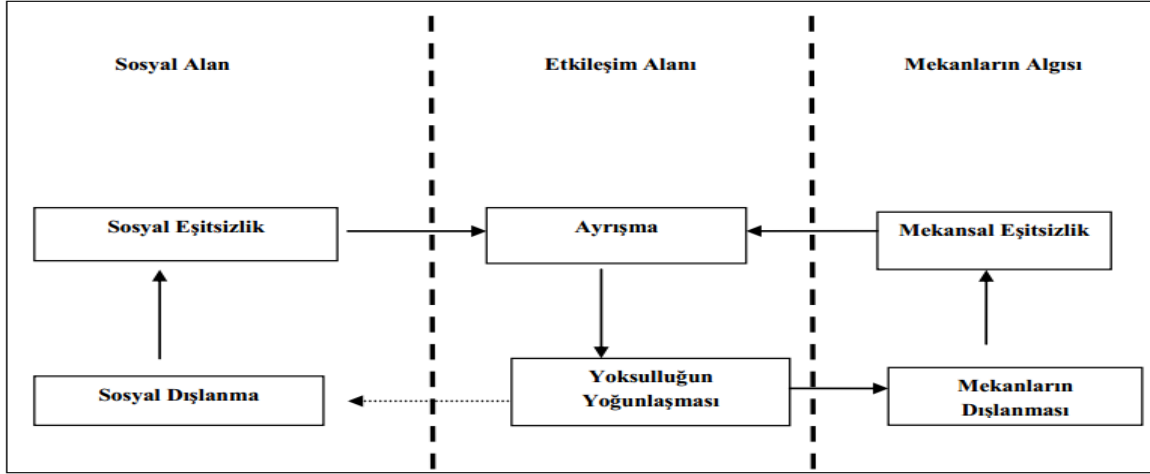 Sosyal Alan
Etkileşim Alanı
Mekanların Algısı
Sosyal Eşitsizlik
Ayrışma
Mekansal Eşitsizlik
Sosyal Dışlanma
Yoksulluğun
Yoğunlaşması
Mekanların
Dışlanması